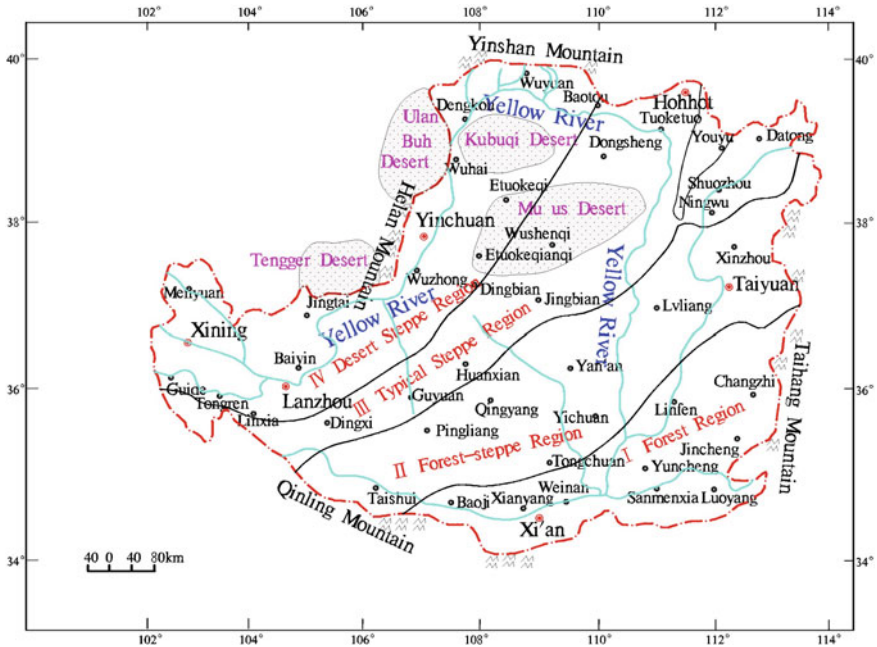 102° 104° 106° 108° 110° 112° 114°
40°
38°
36°
34°
40°
38°
36°
34°
Yinshan Mountain
Wuyuan
Baotou
Hohhot
Dengkou
Yellow River
Tuoketuo
Youyu
Datong
Ulan
Buh
Desert
Kubuqi Desert
Dongsheng
Wuhai
Etuokeqi
Shuozhou
Ningwu
Helan Mountain
Yinchuan
Mu us Desert
Wushenqi
Xinzhou
Tengger Desert
Etuokeqianqi
Wuzhong
Dingbian
Jingbian
Yellow River
Lvliang
Taiyuan
Menyuan
Jingtai
Yellow River
Xining
Baiyin
IV Desert Steppe Region
III Typical Steppe Region
Huanxian
Yan'an
Taihang Mountain
Changzhi
Guide
Tongren
Lanzhou
Guyuan
Qingyang
Linxia
Dingxi
Pingliang
Yichuan
Linfen
I Forest Region
Jincheng
II Forest-steppe Region
Tongchuan
Yuncheng
Qinling Mountain
Taishui
Baoji
Xianyang
Weinan
Sanmenxia
Luoyang
Xi'an
40 0 40 80km
102° 104° 106° 108° 110° 112° 114°